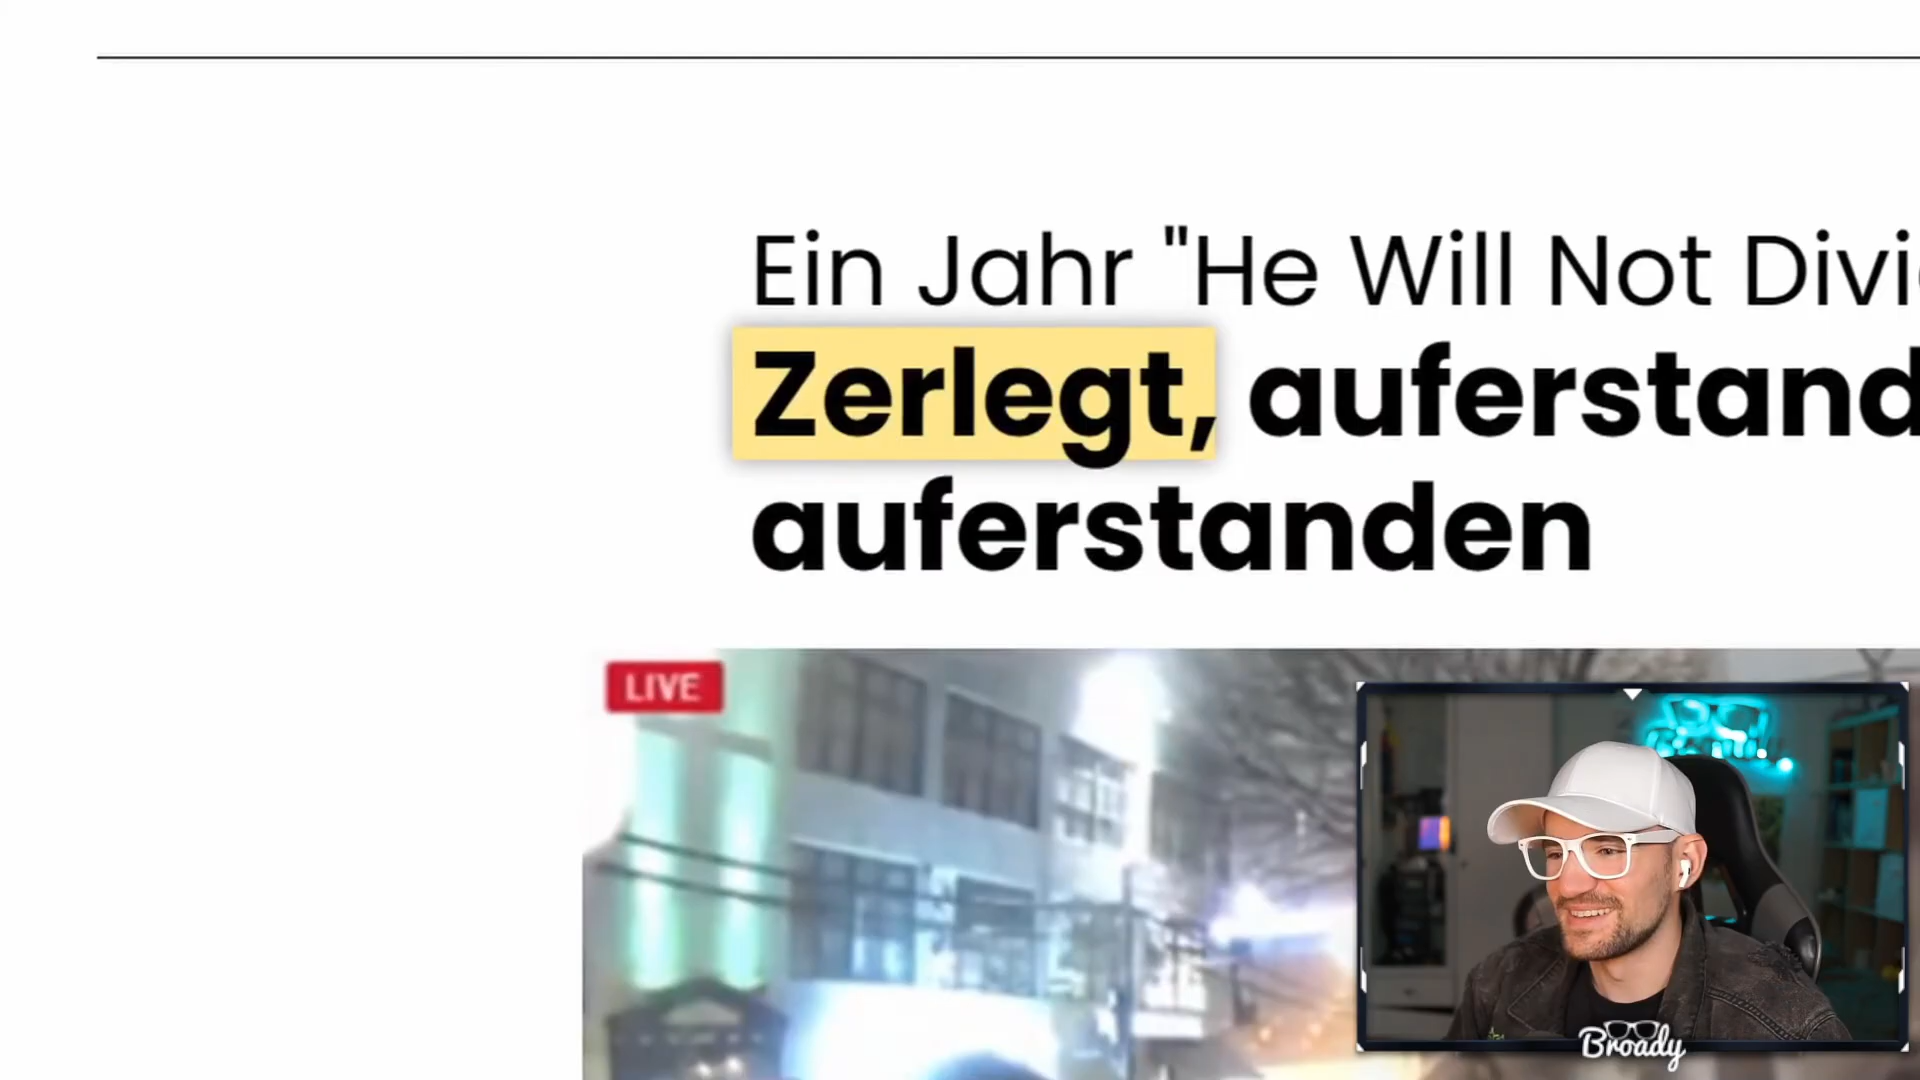 Ein Jahr "He Will Not Divi
Zerlegt, auferstand
auferstanden
LIVE
Broady